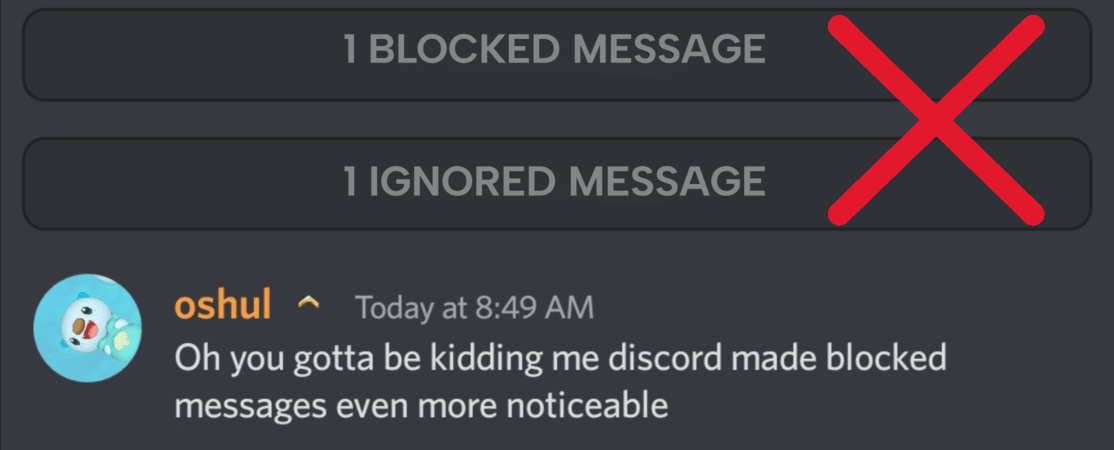 1 BLOCKED MESSAGE
1 IGNORED MESSAGE
oshul Today at 8:49 AM
Oh you gotta be kidding me discord made blocked
messages even more noticeable